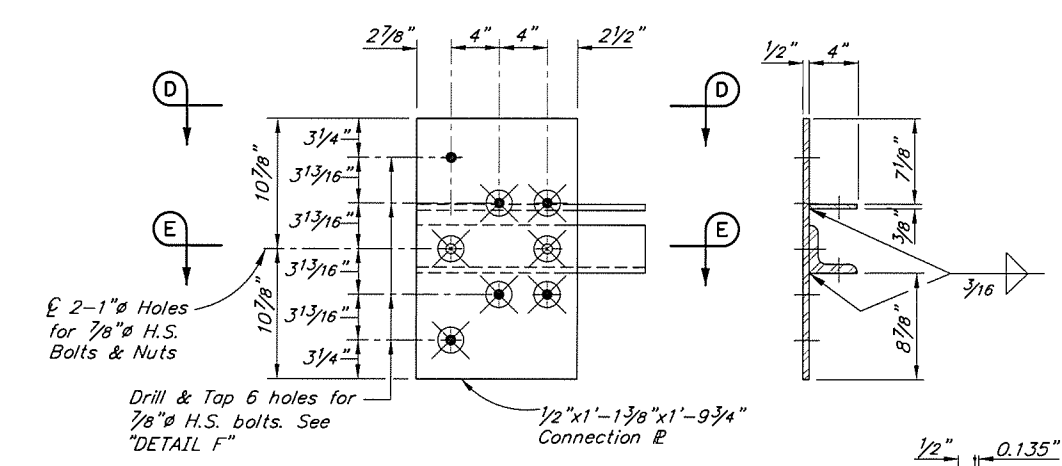 2 7/8" 4" 4" 2 1/2"
1/2" 4"
D D
3 1/4"
10 7/8" 7 1/8"
3 13/16"
3 13/16"
E E
3/8"
3 13/16"
3/16
3 13/16"
10 7/8" 8 7/8"
3 1/4"
℄ 2-1"ø Holes
for 7/8"ø H.S.
Bolts & Nuts
Drill & Tap 6 holes for
7/8"ø H.S. bolts. See
"DETAIL F"
1/2"x1'-1 3/8"x1'-9 3/4"
Connection ℙL
1/2" 0.135"